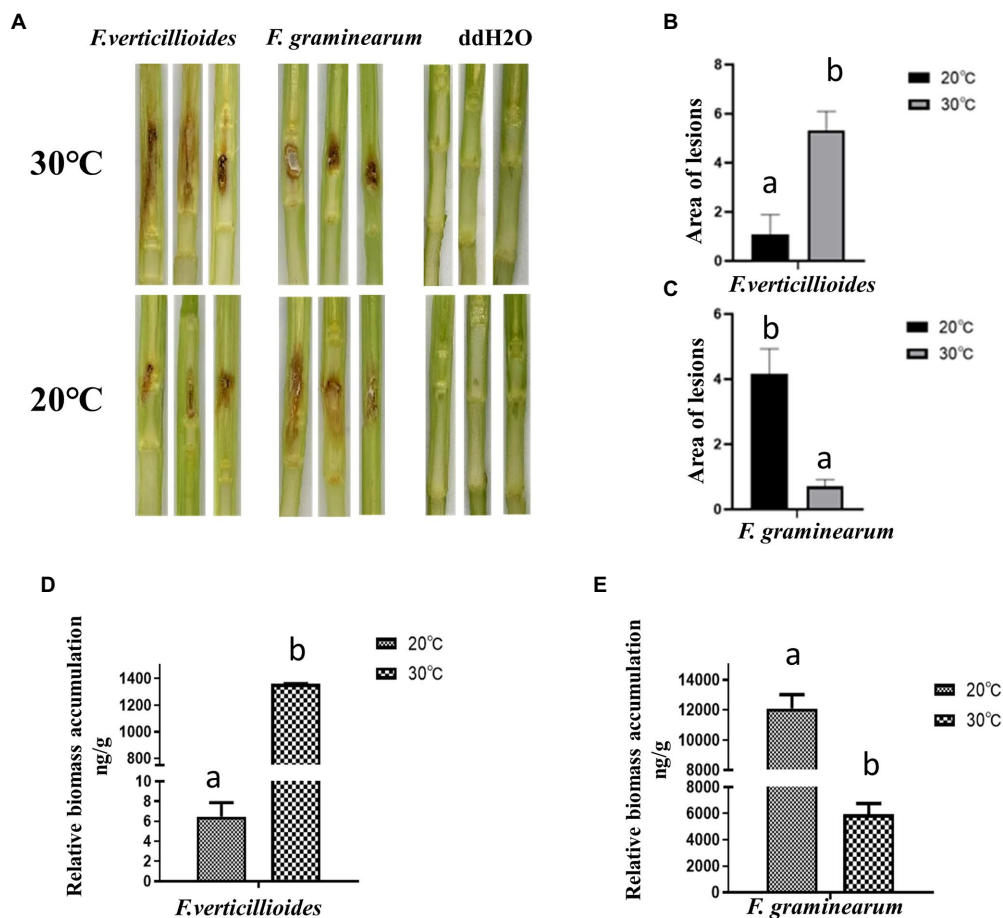 A
F.verticillioides F. graminearum ddH2O
30℃
20℃
B
Area of lesions
8
6
4
2
0
a
b
20℃
30℃
F.verticillioides
C
Area of lesions
6
4
2
0
b
a
20℃
30℃
F. graminearum
D
Relative biomass accumulation
ng/g
1400
1200
1000
800
10
8
6
4
2
0
a
b
20℃
30℃
F.verticillioides
E
Relative biomass accumulation
ng/g
14000
12000
10000
8000
8000
6000
4000
2000
0
a
b
20℃
30℃
F. graminearum